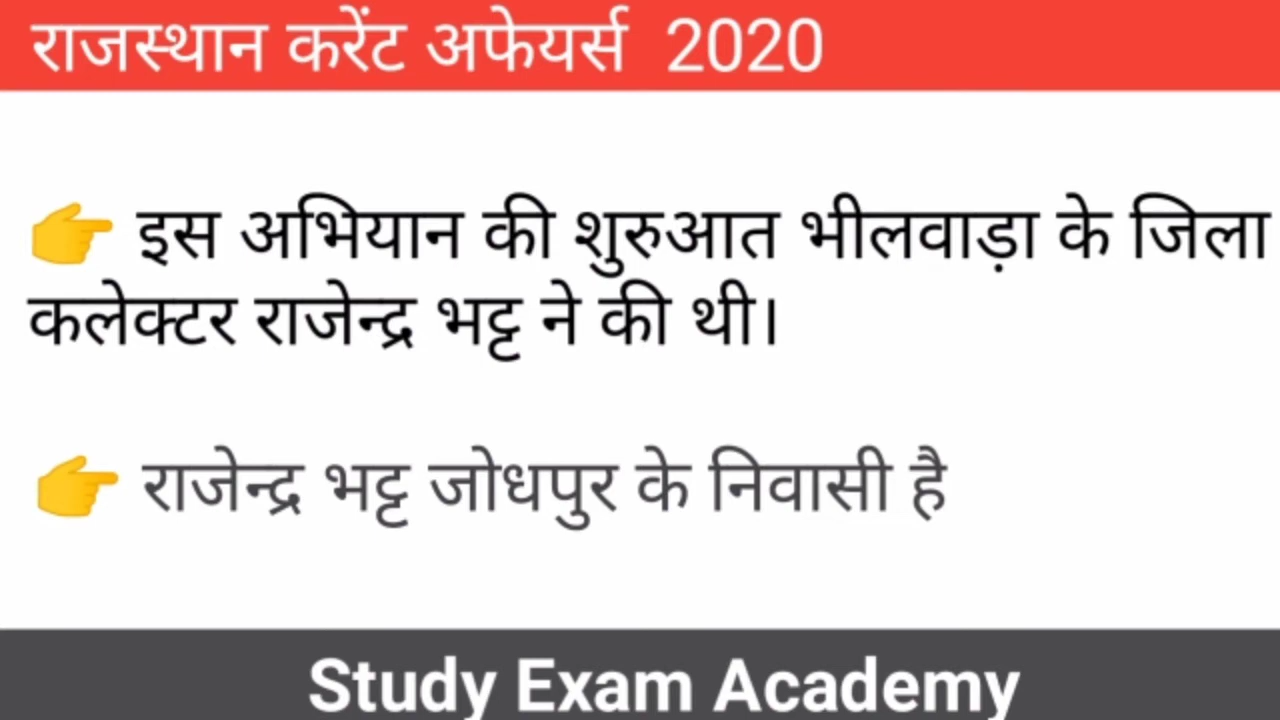 राजस्थान करेंट अफेयर्स 2020
👉 इस अभियान की शुरुआत भीलवाड़ा के जिला
कलेक्टर राजेन्द्र भट्ट ने की थी।
👉 राजेन्द्र भट्ट जोधपुर के निवासी है
Study Exam Academy